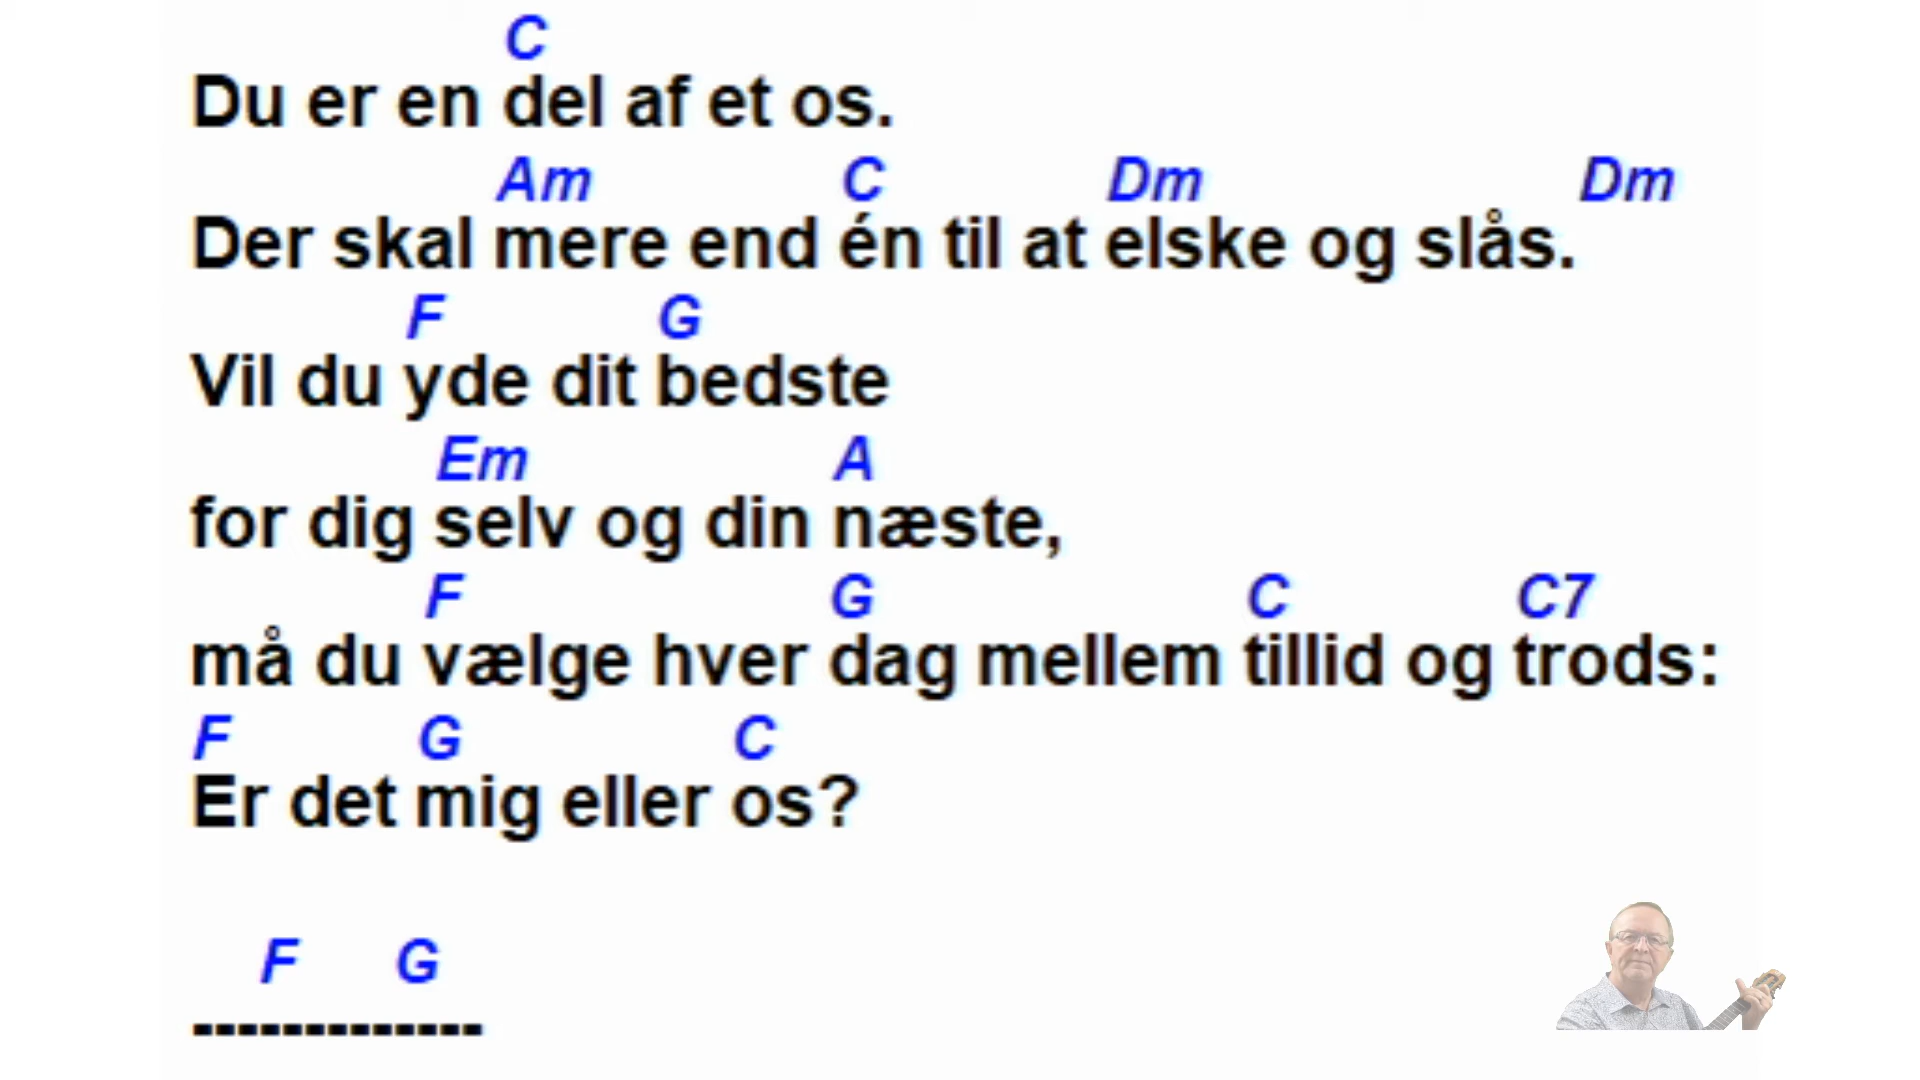 C
Du er en del af et os.
Am C Dm Dm
Der skal mere end én til at elske og slås.
F G
Vil du yde dit bedste
Em A
for dig selv og din næste,
F G C C7
må du vælge hver dag mellem tillid og trods:
F G C
Er det mig eller os?
F G
-------------